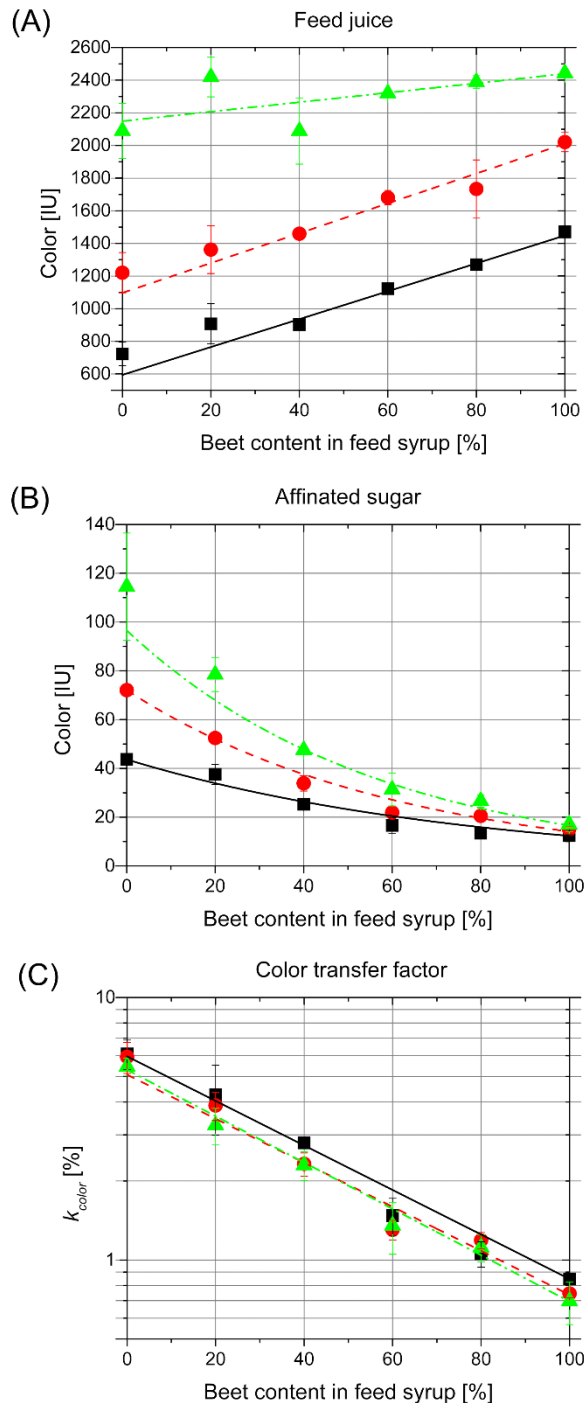 (A)
Feed juice
Color [IU]
2600
2400
2200
2000
1800
1600
1400
1200
1000
800
600
0 20 40 60 80 100
Beet content in feed syrup [%]
(B)
Affinated sugar
Color [IU]
140
120
100
80
60
40
20
0
0 20 40 60 80 100
Beet content in feed syrup [%]
(C)
Color transfer factor
k_color [%]
10
1
0 20 40 60 80 100
Beet content in feed syrup [%]